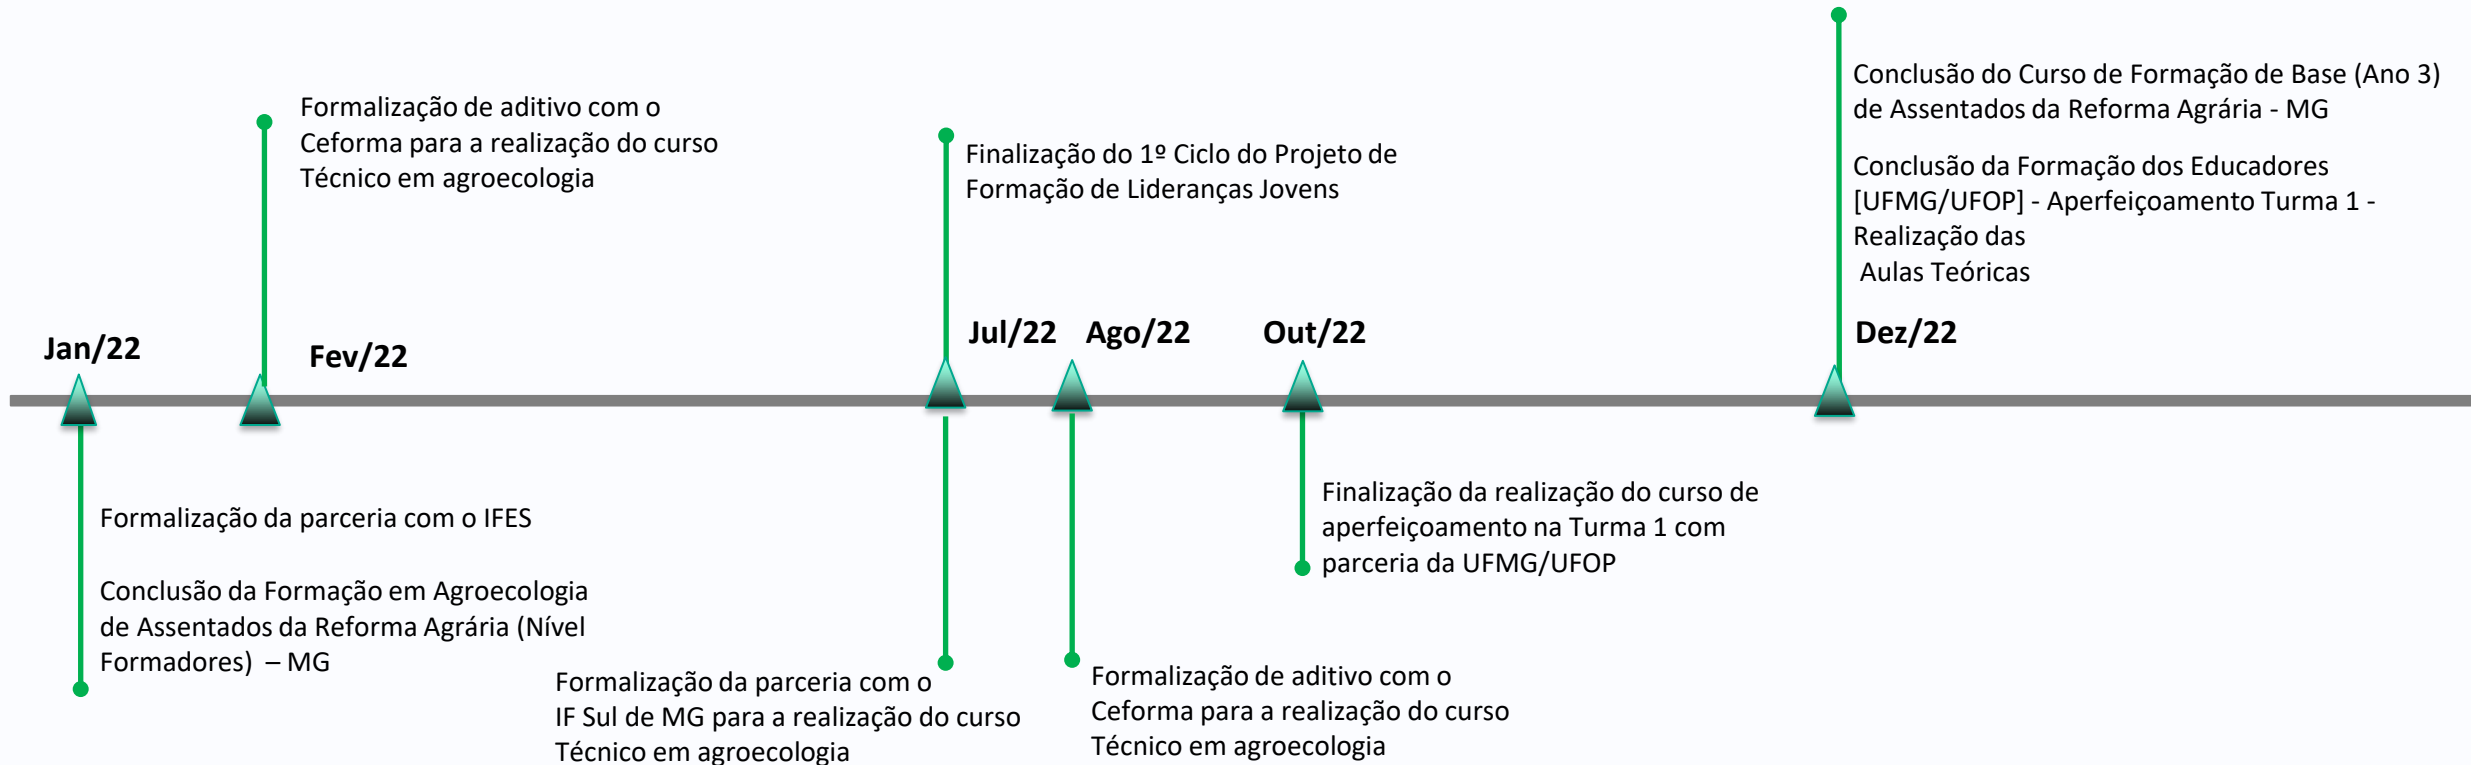 Jan/22
Formalização da parceria com o IFES
Conclusão da Formação em Agroecologia
de Assentados da Reforma Agrária (Nível
Formadores)  – MG
Formalização de aditivo com o
Ceforma para a realização do curso
Técnico em agroecologia
Fev/22
Finalização do 1º Ciclo do Projeto de
Formação de Lideranças Jovens
Jul/22
Formalização da parceria com o
IF Sul de MG para a realização do curso
Técnico em agroecologia
Ago/22
Formalização de aditivo com o
Ceforma para a realização do curso
Técnico em agroecologia
Out/22
Finalização da realização do curso de
aperfeiçoamento na Turma 1 com
parceria da UFMG/UFOP
Conclusão do Curso de Formação de Base (Ano 3)
de Assentados da Reforma Agrária - MG
Conclusão da Formação dos Educadores
[UFMG/UFOP] - Aperfeiçoamento Turma 1 -
Realização das
Aulas Teóricas
Dez/22